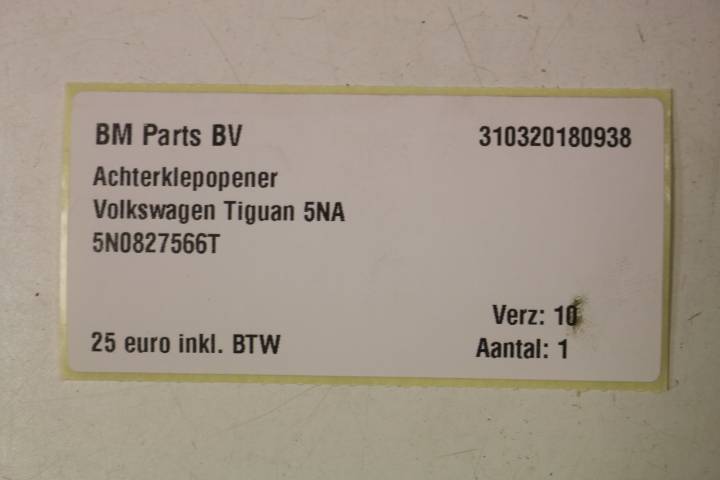 BM Parts BV 310320180938
Achterklepopener
Volkswagen Tiguan 5NA
5N0827566T
Verz: 10
25 euro inkl. BTW
Aantal: 1